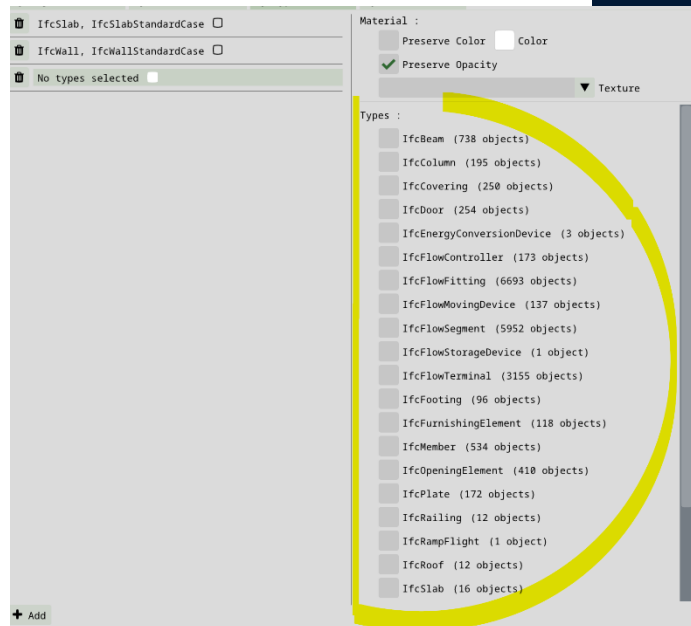 IfcSlab, IfcSlabStandardCase
IfcWall, IfcWallStandardCase
No types selected
Add
Material :
Preserve Color Color
Preserve Opacity
Texture
Types :
IfcBeam (738 objects)
IfcColumn (195 objects)
IfcCovering (250 objects)
IfcDoor (254 objects)
IfcEnergyConversionDevice (3 objects)
IfcFlowController (173 objects)
IfcFlowFitting (6693 objects)
IfcFlowMovingDevice (137 objects)
IfcFlowSegment (5952 objects)
IfcFlowStorageDevice (1 object)
IfcFlowTerminal (3155 objects)
IfcFooting (96 objects)
IfcFurnishingElement (118 objects)
IfcMember (534 objects)
IfcOpeningElement (410 objects)
IfcPlate (172 objects)
IfcRailing (12 objects)
IfcRampFlight (1 object)
IfcRoof (12 objects)
IfcSlab (16 objects)